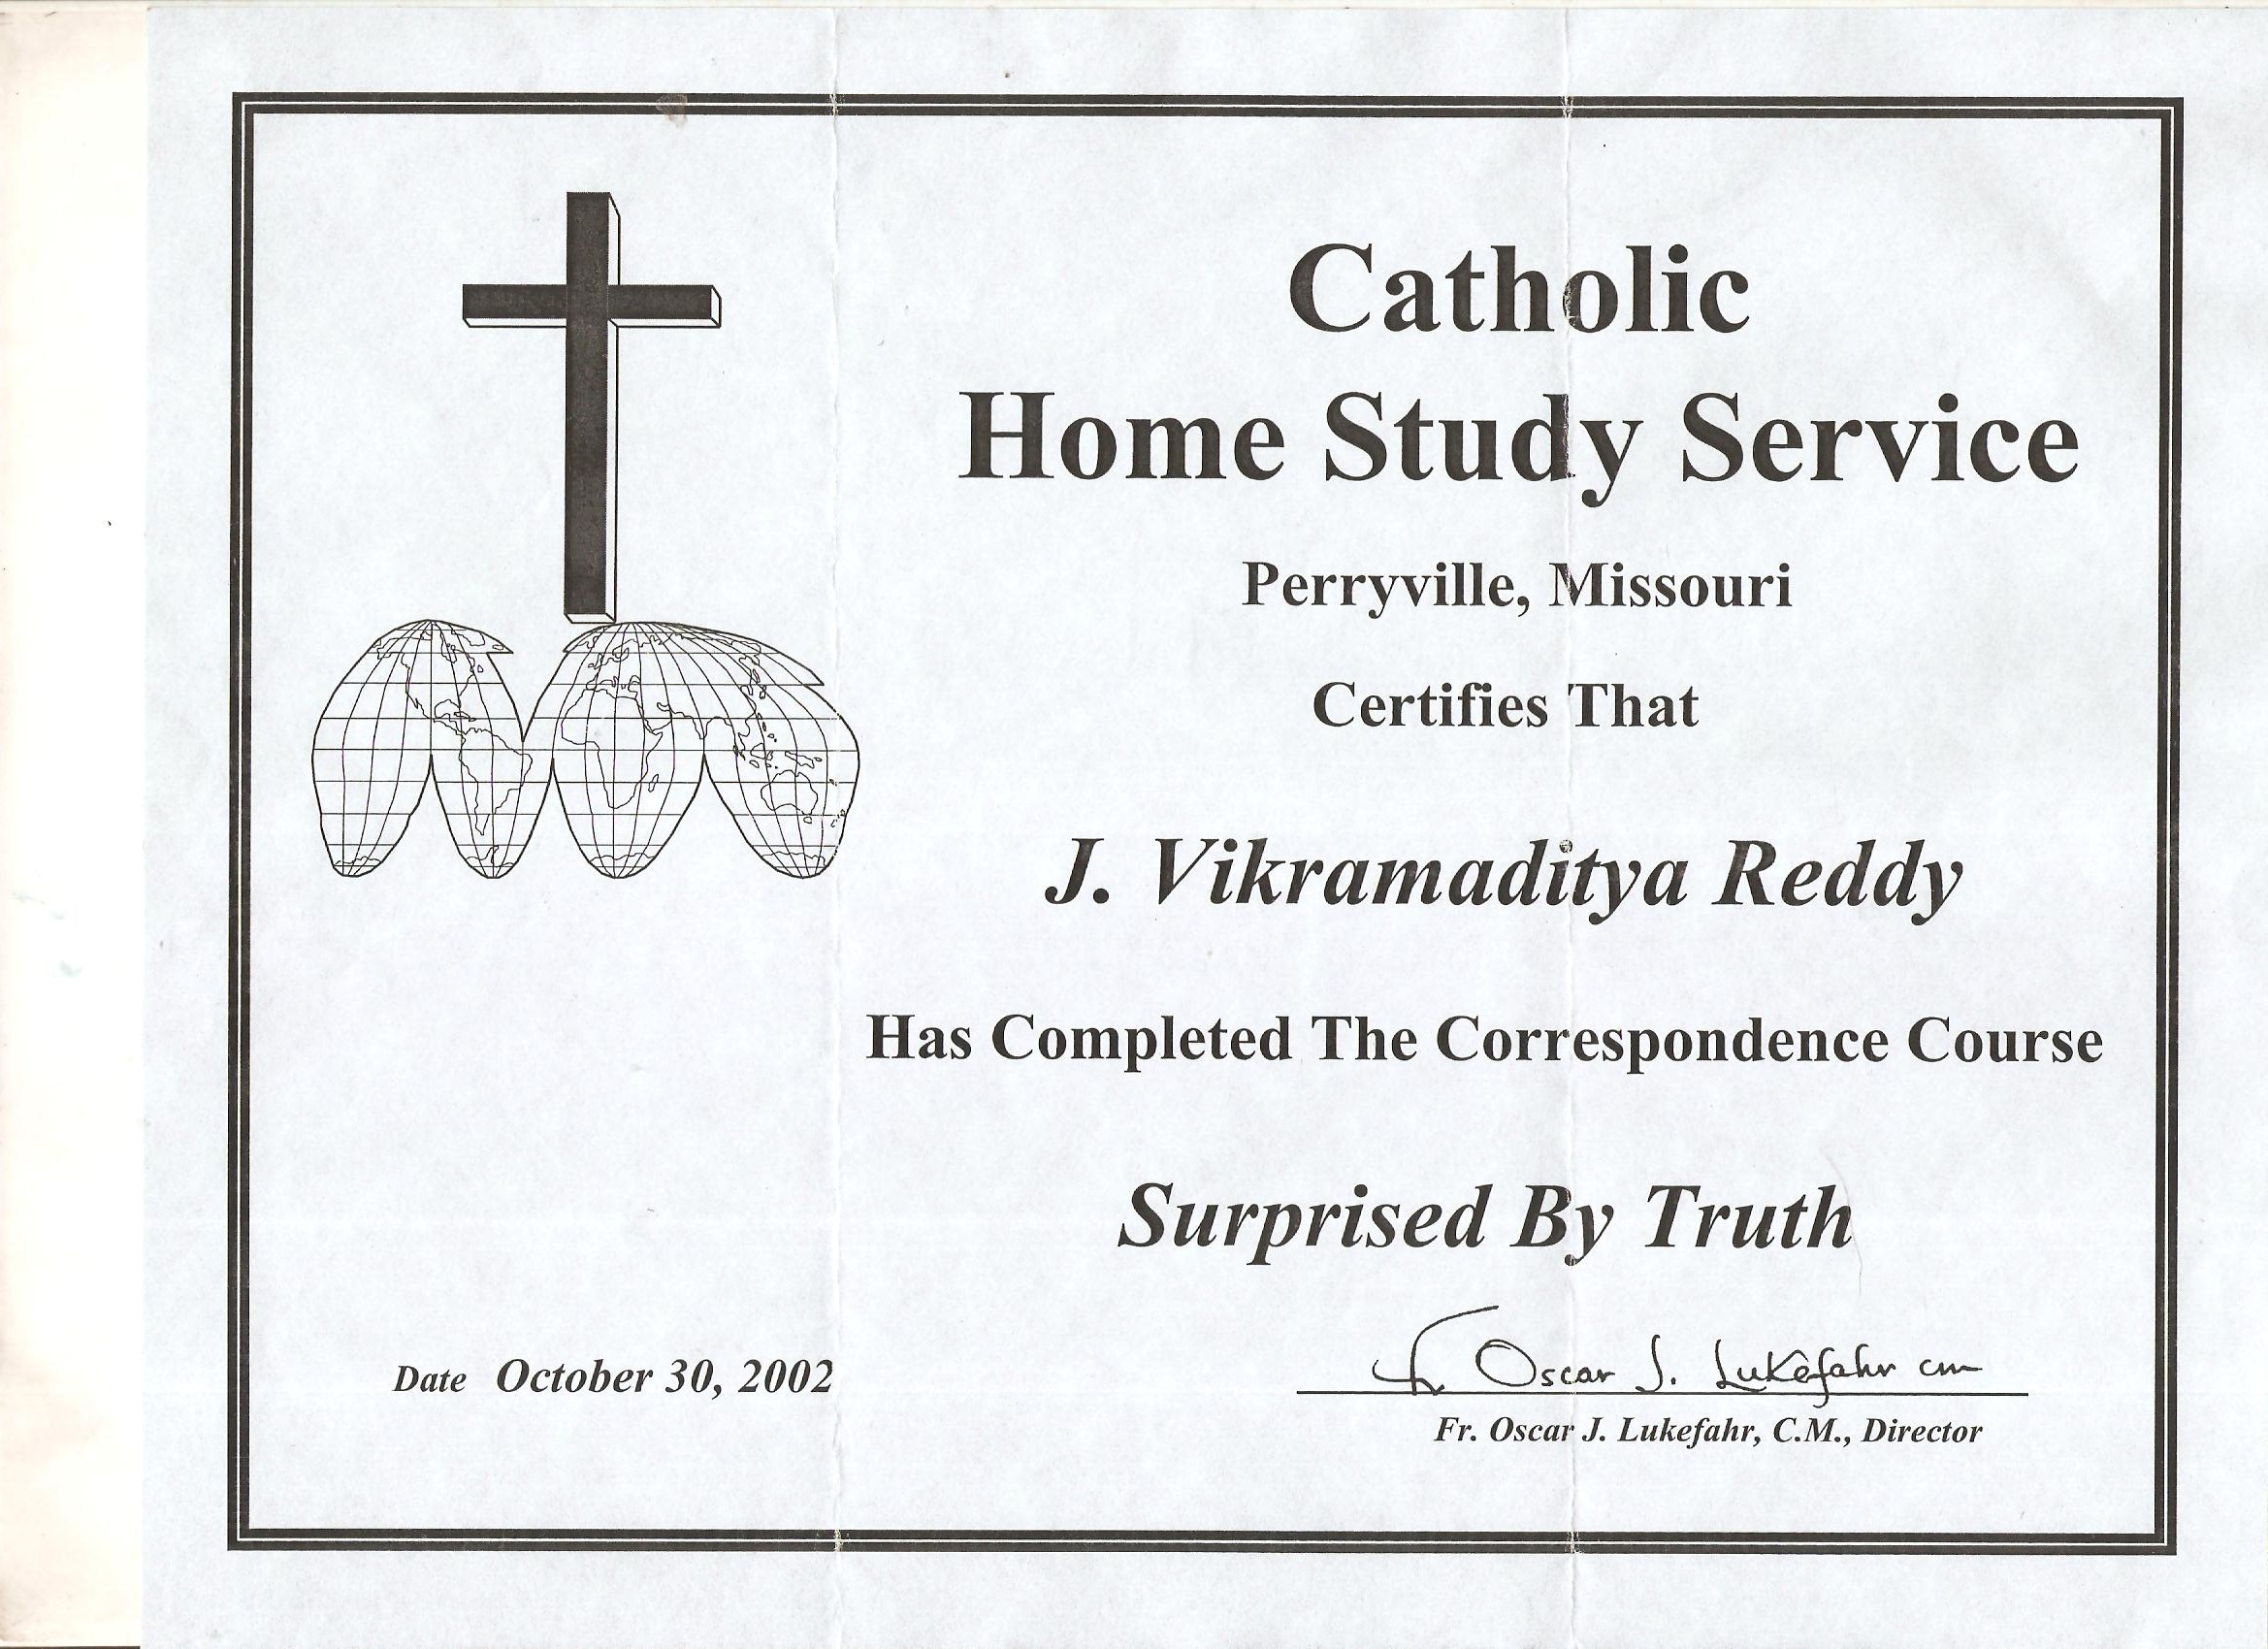 Catholic
Home Study Service
Perryville, Missouri
Certifies That
J. Vikramaditya Reddy
Has Completed The Correspondence Course
Surprised By Truth
Date October 30, 2002
Fr. Oscar J. Lukefahr cm
Fr. Oscar J. Lukefahr, C.M., Director